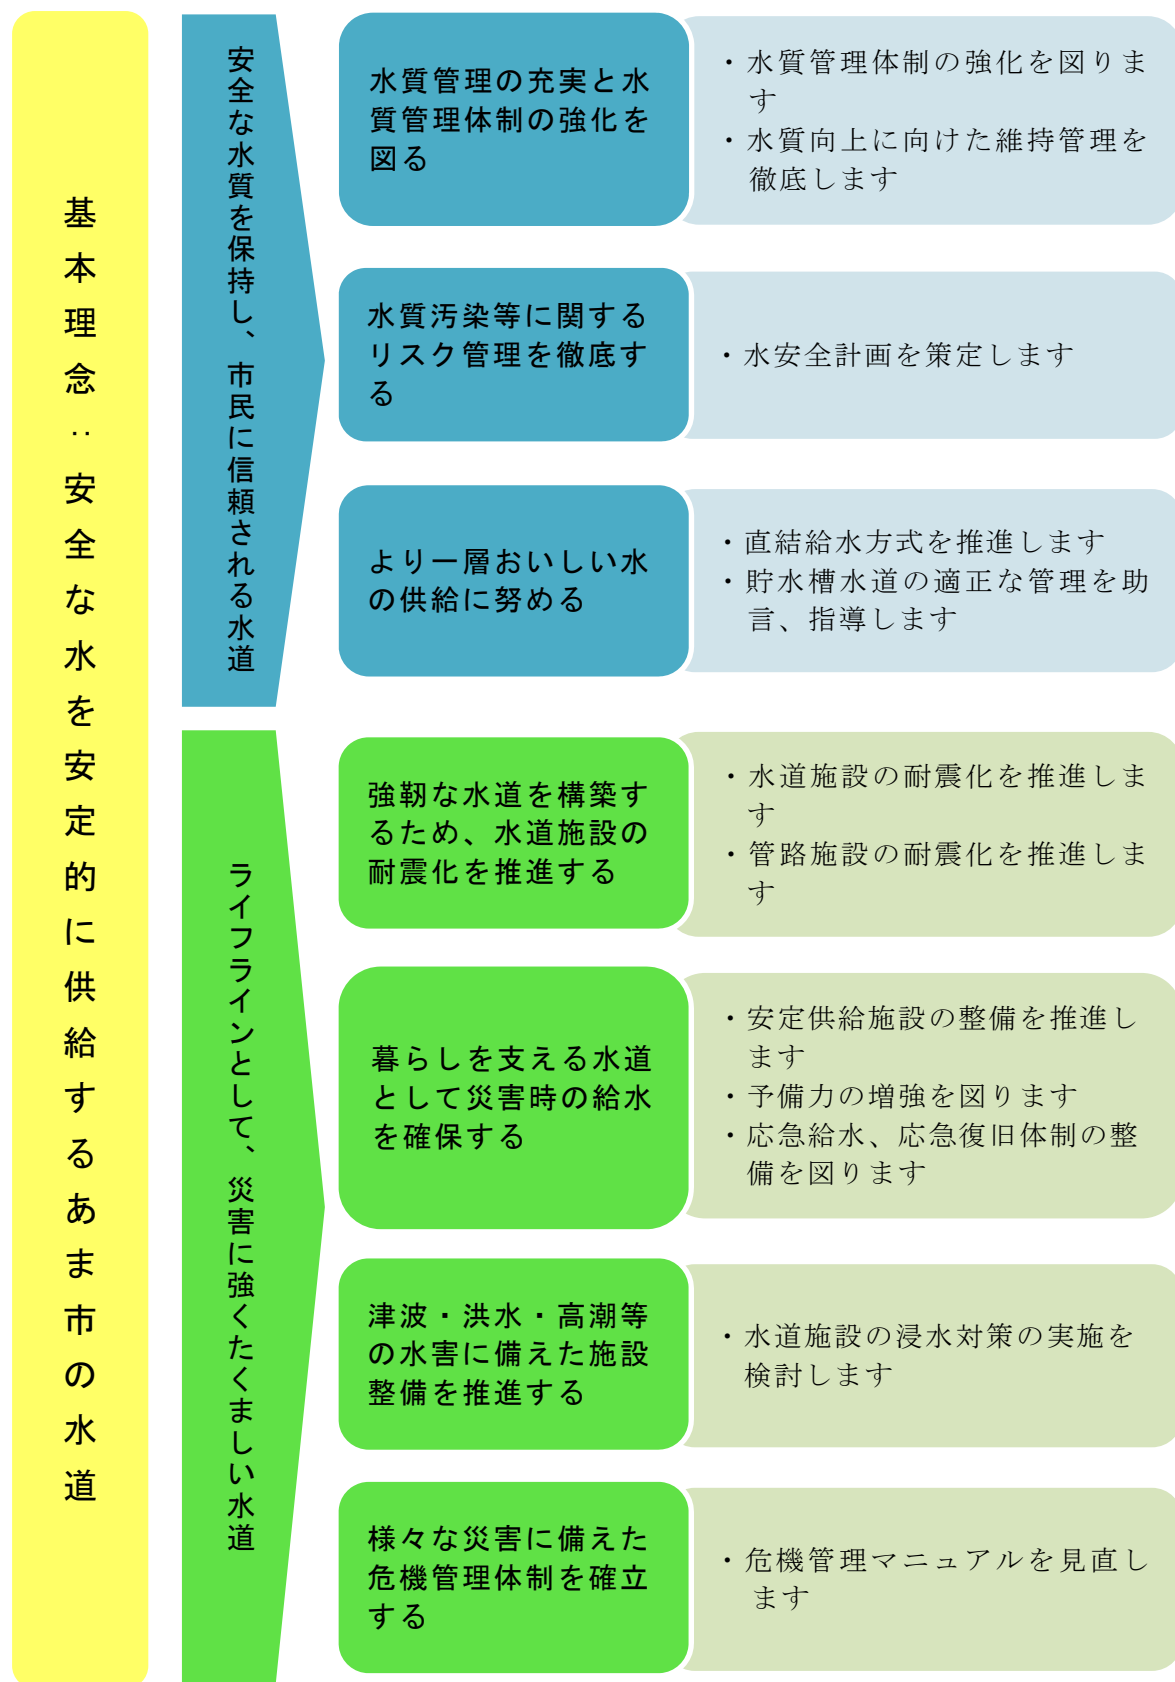 基本理念：安全な水を安定的に供給するあま市の水道
安全な水質を保持し、市民に信頼される水道
水質管理の充実と水
質管理体制の強化を
図る
・水質管理体制の強化を図りま
す
・水質向上に向けた維持管理を
徹底します
水質汚染等に関する
リスク管理を徹底す
る
・水安全計画を策定します
より一層おいしい水
の供給に努める
・直結給水方式を推進します
・貯水槽水道の適正な管理を助
言、指導します
ライフラインとして、災害に強くたくましい水道
強靭な水道を構築す
るため、水道施設の
耐震化を推進する
・水道施設の耐震化を推進しま
す
・管路施設の耐震化を推進しま
す
暮らしを支える水道
として災害時の給水
を確保する
・安定供給施設の整備を推進し
ます
・予備力の増強を図ります
・応急給水、応急復旧体制の整
備を図ります
津波・洪水・高潮等
の水害に備えた施設
整備を推進する
・水道施設の浸水対策の実施を
検討します
様々な災害に備えた
危機管理体制を確立
する
・危機管理マニュアルを見直し
ます